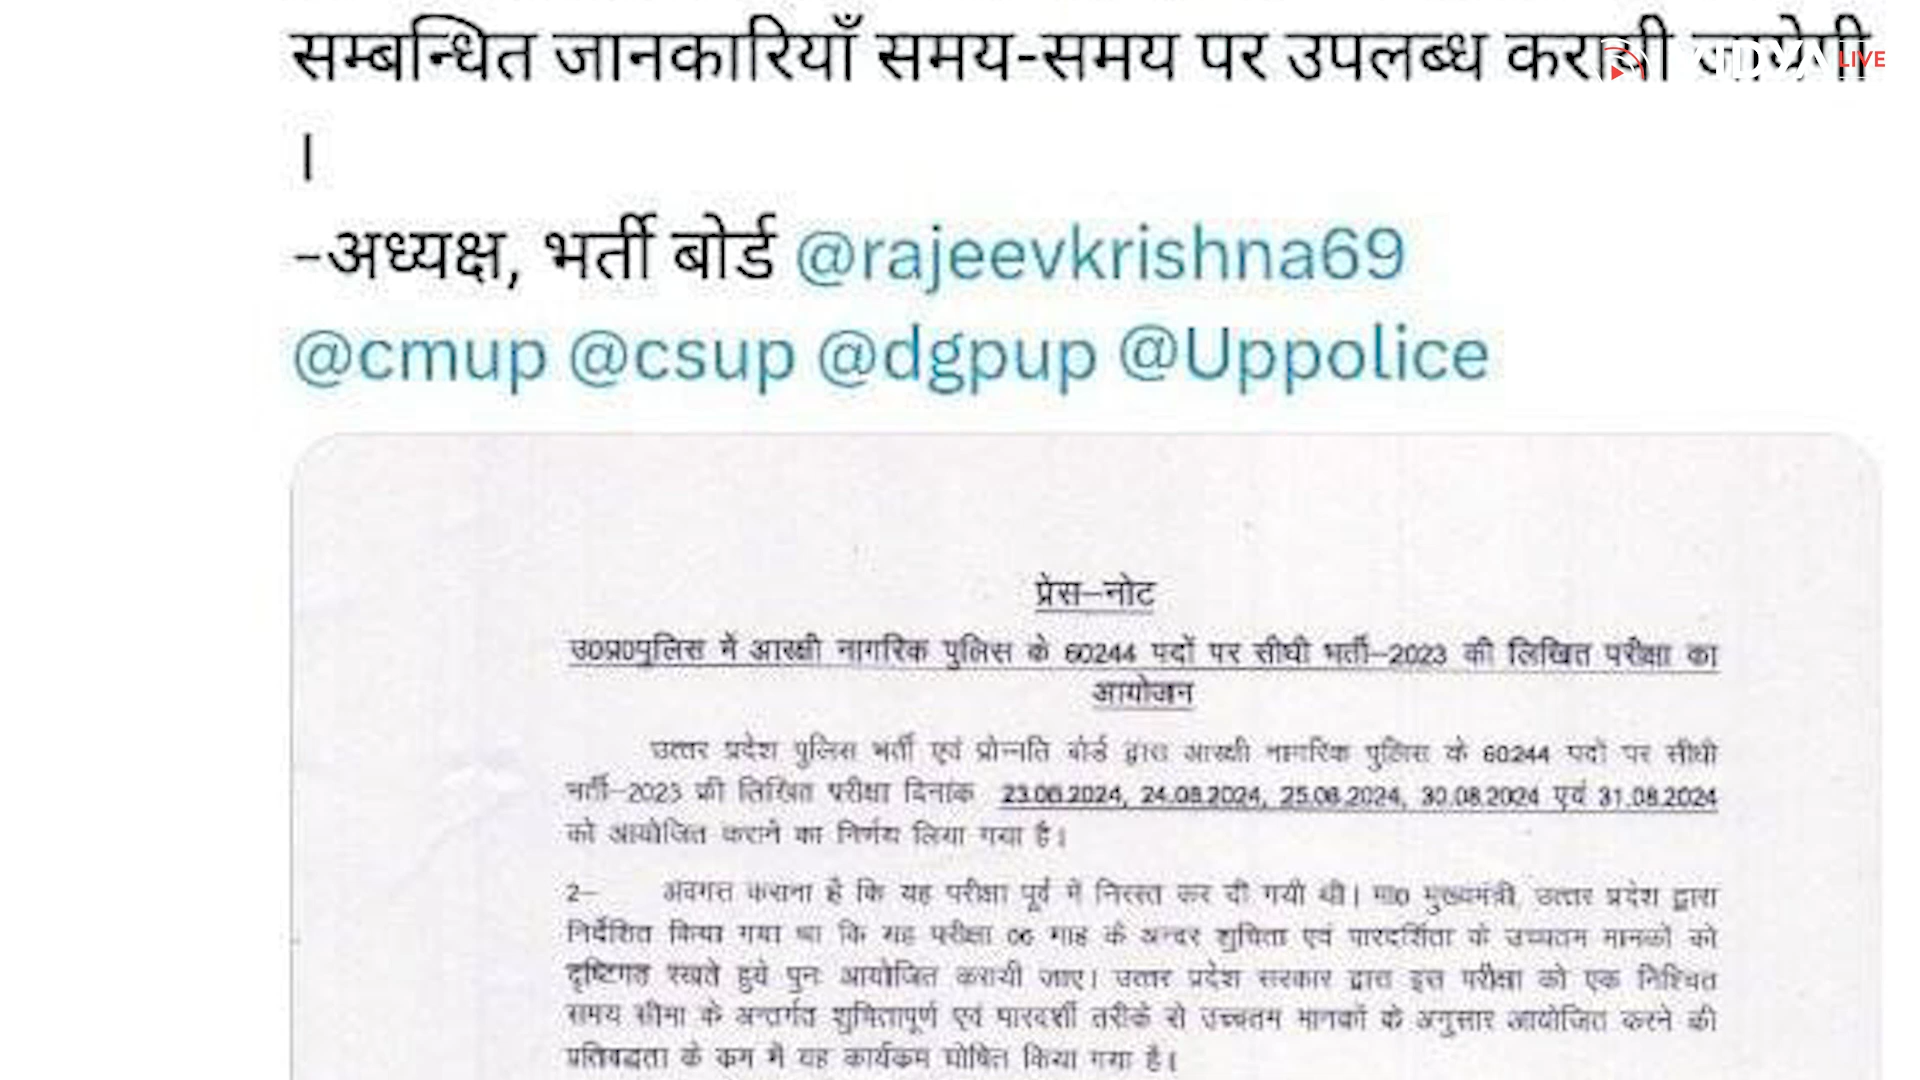 सम्बन्धित जानकारियाँ समय-समय पर उपलब्ध करायी जायेगी
।
LIVE
–अध्यक्ष, भर्ती बोर्ड @rajeevkrishna69
@cmup @csup @dgpup @Uppolice
प्रेस–नोट
उ0प्र0पुलिस में आरक्षी नागरिक पुलिस के 60244 पदों पर सीधी भर्ती–2023 की लिखित परीक्षा का
आयोजन
उत्तर प्रदेश पुलिस भर्ती एवं प्रोन्नति बोर्ड द्वारा आरक्षी नागरिक पुलिस के 60244 पदों पर सीधी
भर्ती–2023 की लिखित परीक्षा दिनांक 23.08.2024, 24.08.2024, 25.08.2024, 30.08.2024 एवं 31.08.2024
को आयोजित कराने का निर्णय लिया गया है।
2– अवगत कराना है कि यह परीक्षा पूर्व में निरस्त कर दी गयी थी। मा0 मुख्यमंत्री, उत्तर प्रदेश द्वारा
निर्देशित किया गया था कि यह परीक्षा 06 माह के अन्दर शुचिता एवं पारदर्शिता के उच्चतम मानकों को
दृष्टिगत रखते हुये पुनः आयोजित करायी जाए। उत्तर प्रदेश सरकार द्वारा इस परीक्षा को एक निश्चित
समय सीमा के अन्तर्गत शुचितापूर्ण एवं पारदर्शी तरीके से उच्चतम मानकों के अनुसार आयोजित करने की
प्रतिबद्धता के क्रम में यह कार्यक्रम घोषित किया गया है।